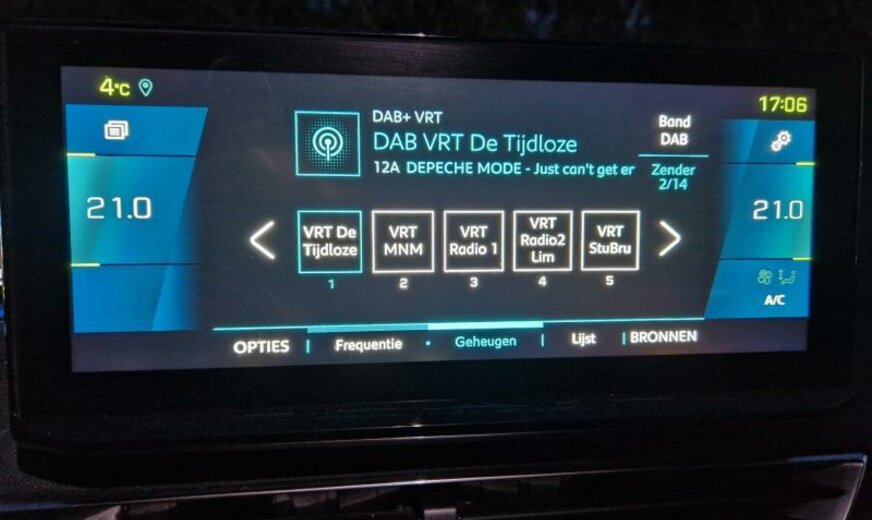 4°C
17:06
DAB+ VRT
DAB VRT De Tijdloze
12A DEPECHE MODE - Just can't get er
Band
DAB
Zender
2/14
21.0
21.0
VRT De
Tijdloze
1
VRT
MNM
2
VRT
Radio 1
3
VRT
Radio2
Lim
4
VRT
StuBru
5
A/C
OPTIES | Frequentie • Geheugen | Lijst | BRONNEN